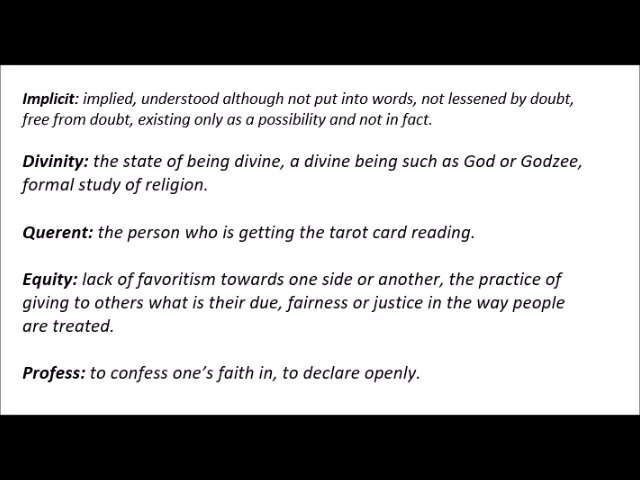 Implicit: implied, understood although not put into words, not lessened by doubt,
free from doubt, existing only as a possibility and not in fact.
Divinity: the state of being divine, a divine being such as God or Godzee,
formal study of religion.
Querent: the person who is getting the tarot card reading.
Equity: lack of favoritism towards one side or another, the practice of
giving to others what is their due, fairness or justice in the way people
are treated.
Profess: to confess one’s faith in, to declare openly.